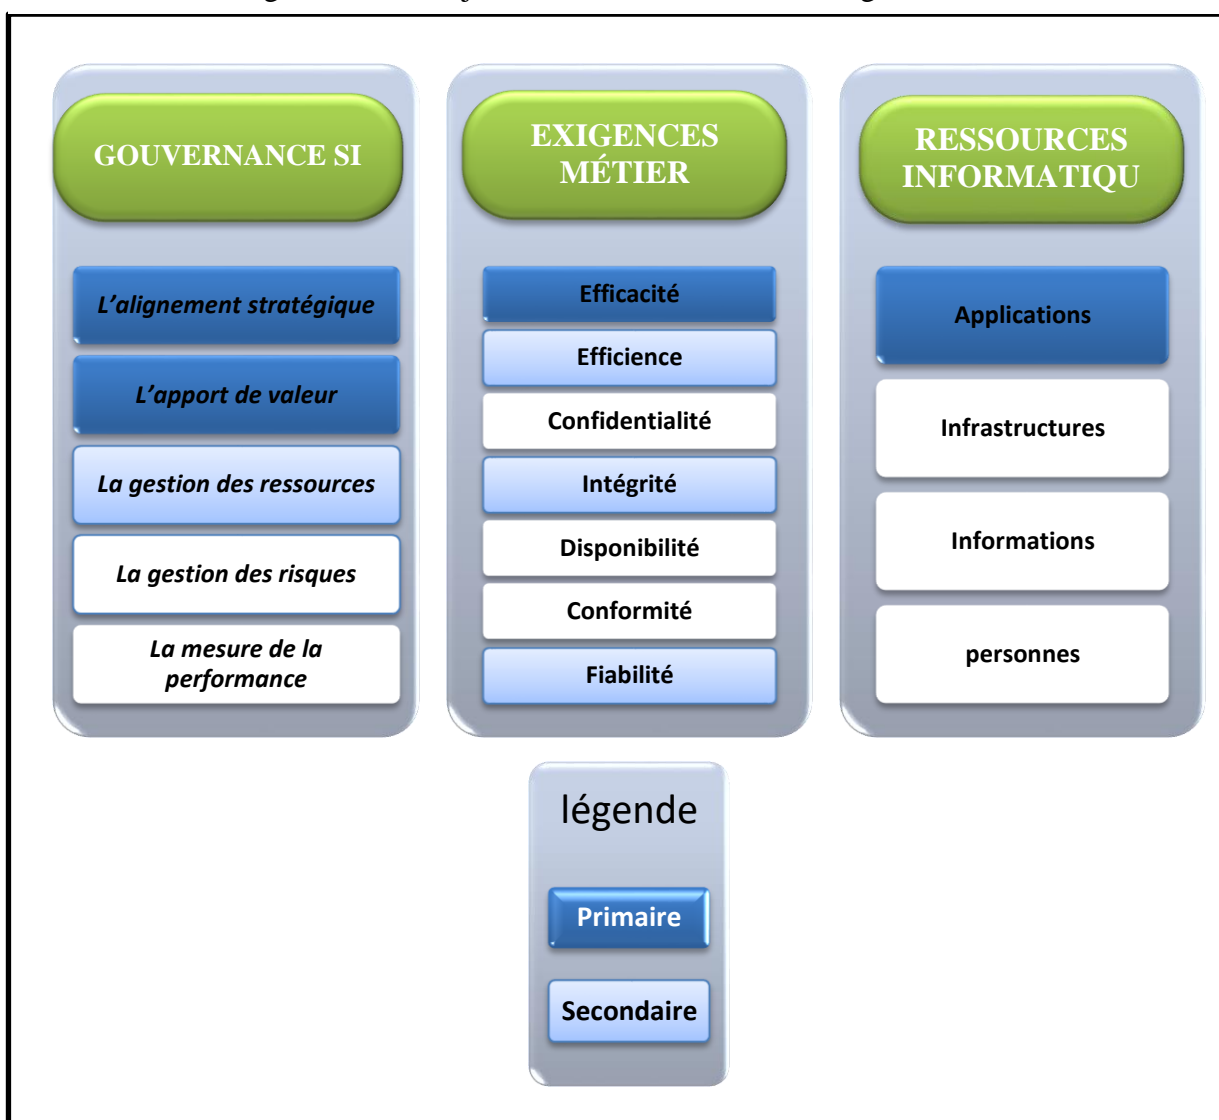 GOUVERNANCE SI
L'alignement stratégique
L'apport de valeur
La gestion des ressources
La gestion des risques
La mesure de la
performance
EXIGENCES
MÉTIER
Efficacité
Efficience
Confidentialité
Intégrité
Disponibilité
Conformité
Fiabilité
RESSOURCES
INFORMATIQU
Applications
Infrastructures
Informations
personnes
légende
Primaire
Secondaire